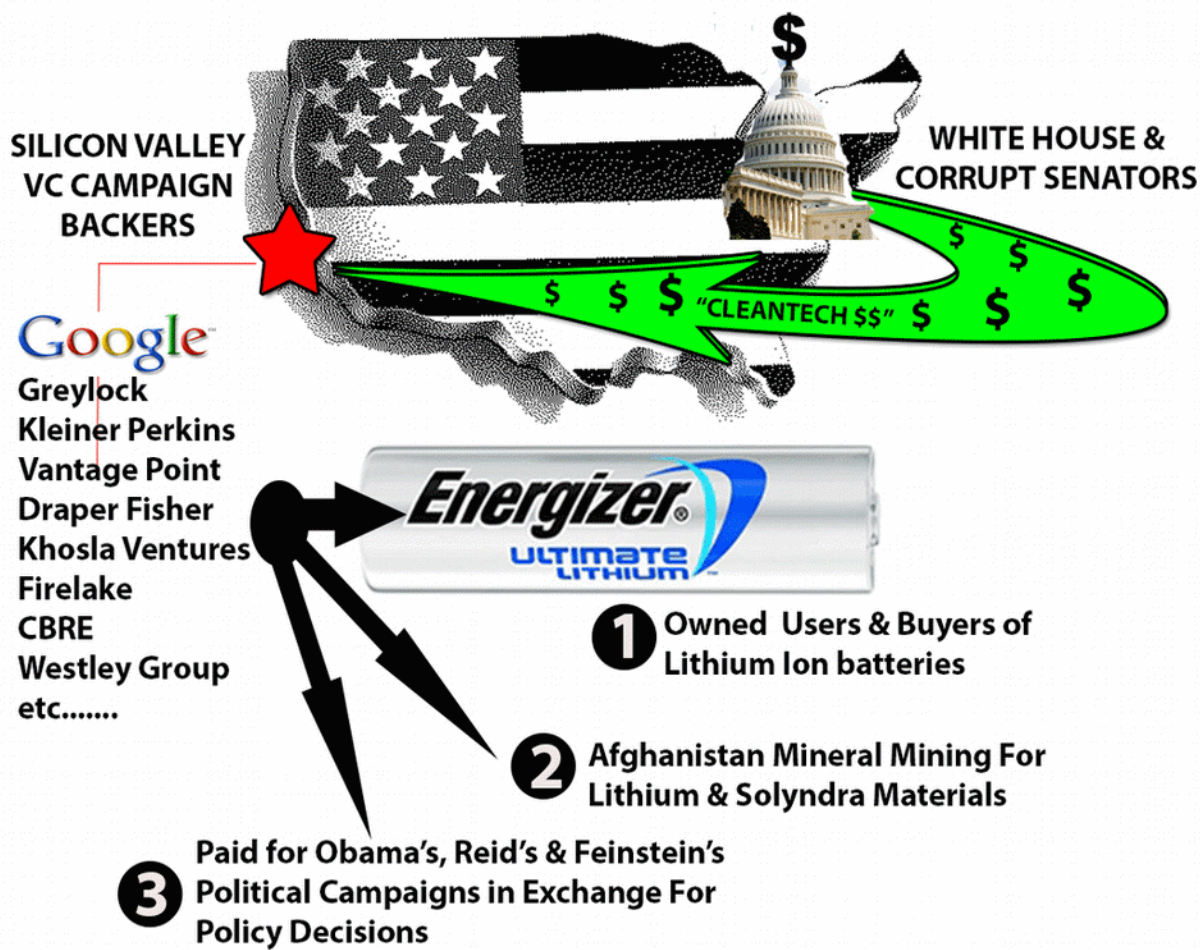 $
SILICON VALLEY
VC CAMPAIGN
BACKERS
WHITE HOUSE &
CORRUPT SENATORS
$ $ $ "CLEANTECH $$" $ $ $ $ $
Google™
Greylock
Kleiner Perkins
Vantage Point
Draper Fisher
Khosla Ventures
Firelake
CBRE
Westley Group
etc.......
Energizer®
ULTIMATE
LITHIUM™
1 Owned  Users & Buyers of
Lithium Ion batteries
2 Afghanistan Mineral Mining For
Lithium & Solyndra Materials
3 Paid for Obama's, Reid's & Feinstein's
Political Campaigns in Exchange For
Policy Decisions